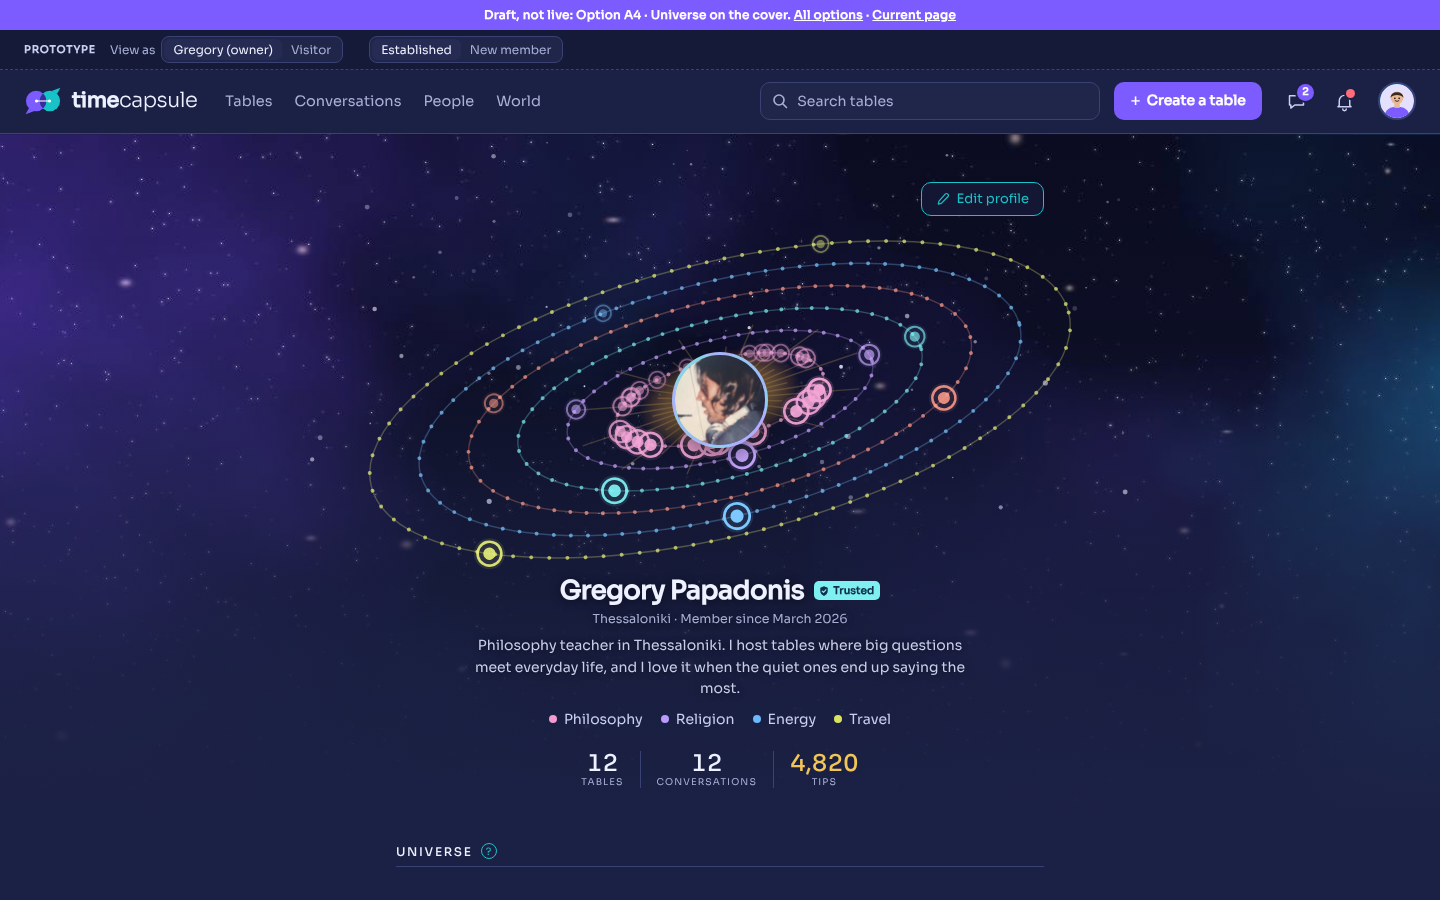 Draft, not live: Option A4 · Universe on the cover. All options · Current page
PROTOTYPE View as Gregory (owner) Visitor Established New member
timecapsule Tables Conversations People World Search tables + Create a table 2
Edit profile
Gregory Papadonis Trusted
Thessaloniki · Member since March 2026
Philosophy teacher in Thessaloniki. I host tables where big questions
meet everyday life, and I love it when the quiet ones end up saying the
most.
Philosophy Religion Energy Travel
12 12 4,820
TABLES CONVERSATIONS TIPS
UNIVERSE ?